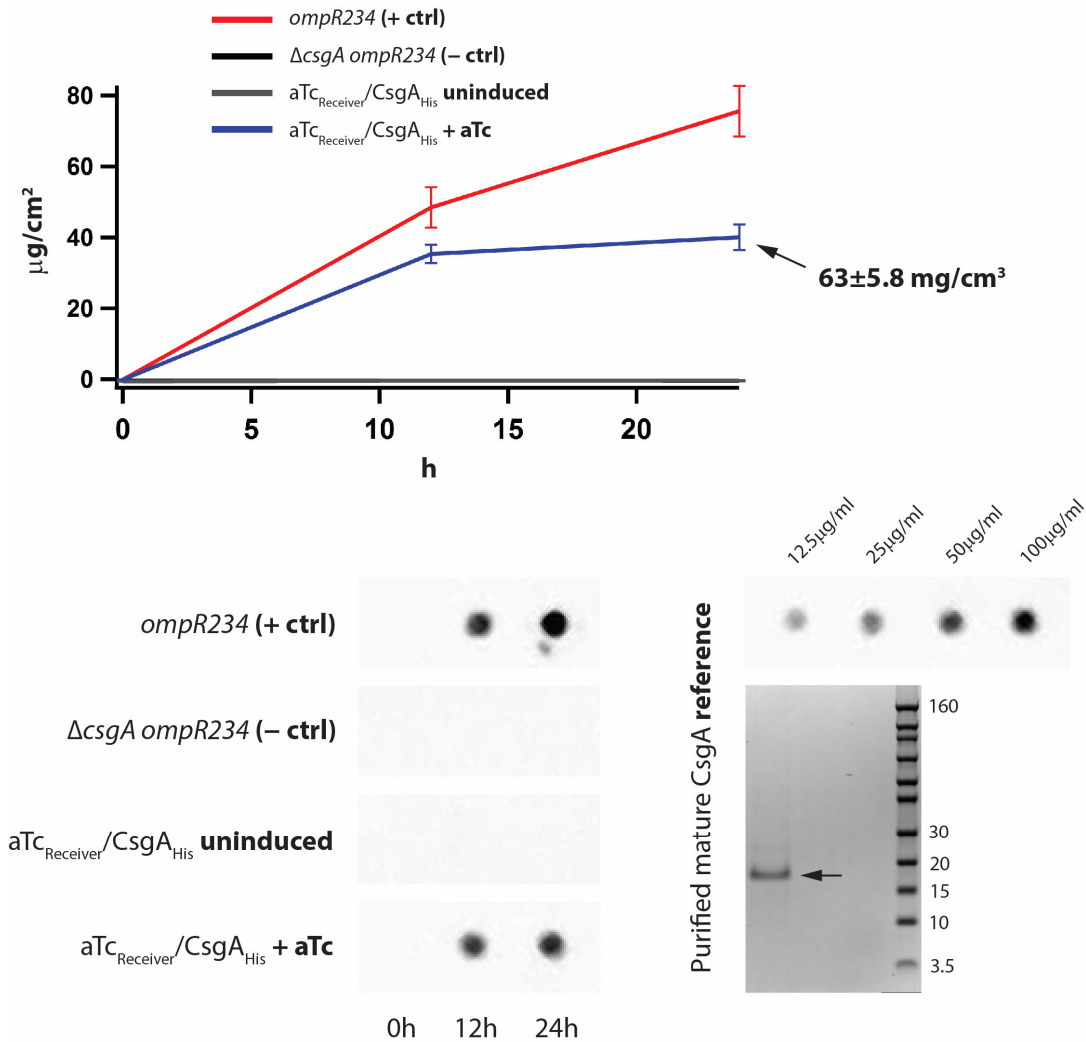 ompR234 (+ ctrl)
ΔcsgA ompR234 (− ctrl)
aTcReceiver/CsgAHis uninduced
aTcReceiver/CsgAHis + aTc
80
60
40
20
0
μg/cm²
63±5.8 mg/cm³
0 5 10 15 20
h
12.5μg/ml 25μg/ml 50μg/ml 100μg/ml
ompR234 (+ ctrl)
ΔcsgA ompR234 (− ctrl)
aTcReceiver/CsgAHis uninduced
aTcReceiver/CsgAHis + aTc
0h 12h 24h
Purified mature CsgA reference
160
30
20
15
10
3.5